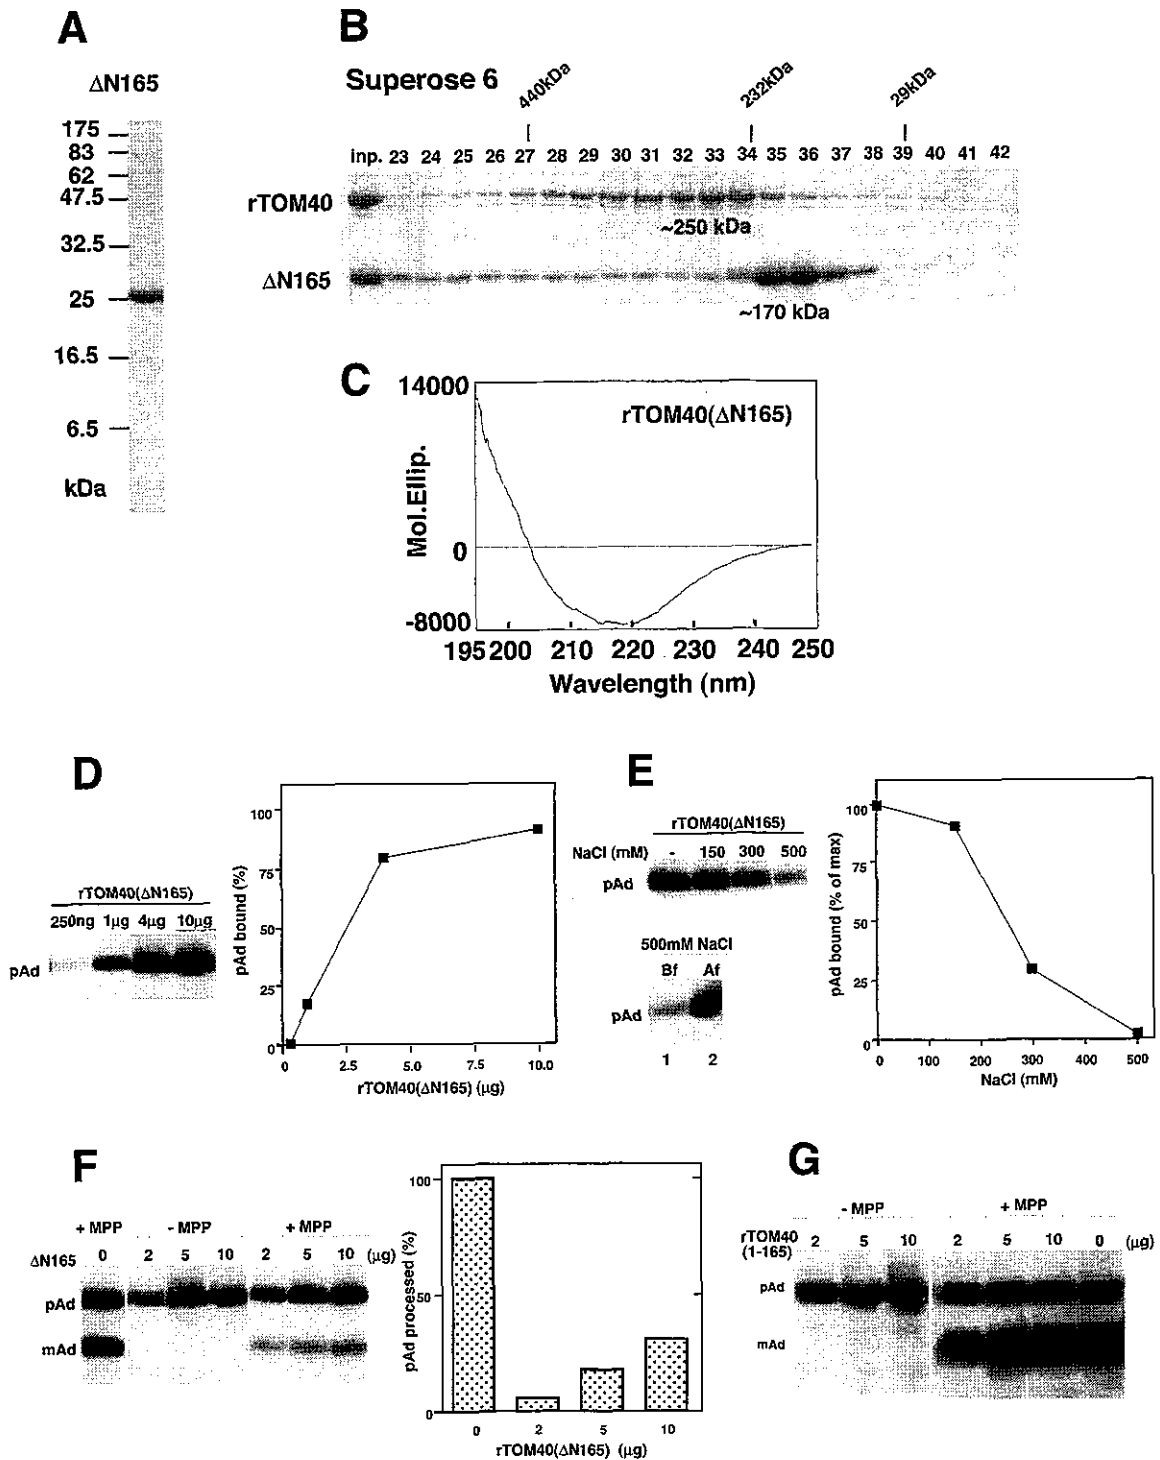 A
ΔN165
175
83
62
47.5
32.5
25
16.5
6.5
kDa
B
Superose 6
440kDa
232kDa
29kDa
inp. 23 24 25 26 27 28 29 30 31 32 33 34 35 36 37 38 39 40 41 42
rTOM40
~250 kDa
ΔN165
~170 kDa
C
14000
0
-8000
Mol.Ellip.
rTOM40(ΔN165)
195 200 210 220 230 240 250
Wavelength (nm)
D
rTOM40(ΔN165)
250ng 1μg 4μg 10μg
pAd
pAd bound (%)
100
75
50
25
0
0 2.5 5.0 7.5 10.0
rTOM40(ΔN165) (μg)
E
rTOM40(ΔN165)
NaCl (mM) - 150 300 500
pAd
500mM NaCl
Bf Af
pAd
1 2
pAd bound (% of max)
100
75
50
25
0
0 100 200 300 400 500
NaCl (mM)
F
+ MPP - MPP + MPP
ΔN165 0 2 5 10 2 5 10 (μg)
pAd
mAd
pAd processed (%)
100
50
0
0 2 5 10
rTOM40(ΔN165) (μg)
G
- MPP + MPP
rTOM40 (1-165) 2 5 10 2 5 10 0 (μg)
pAd
mAd